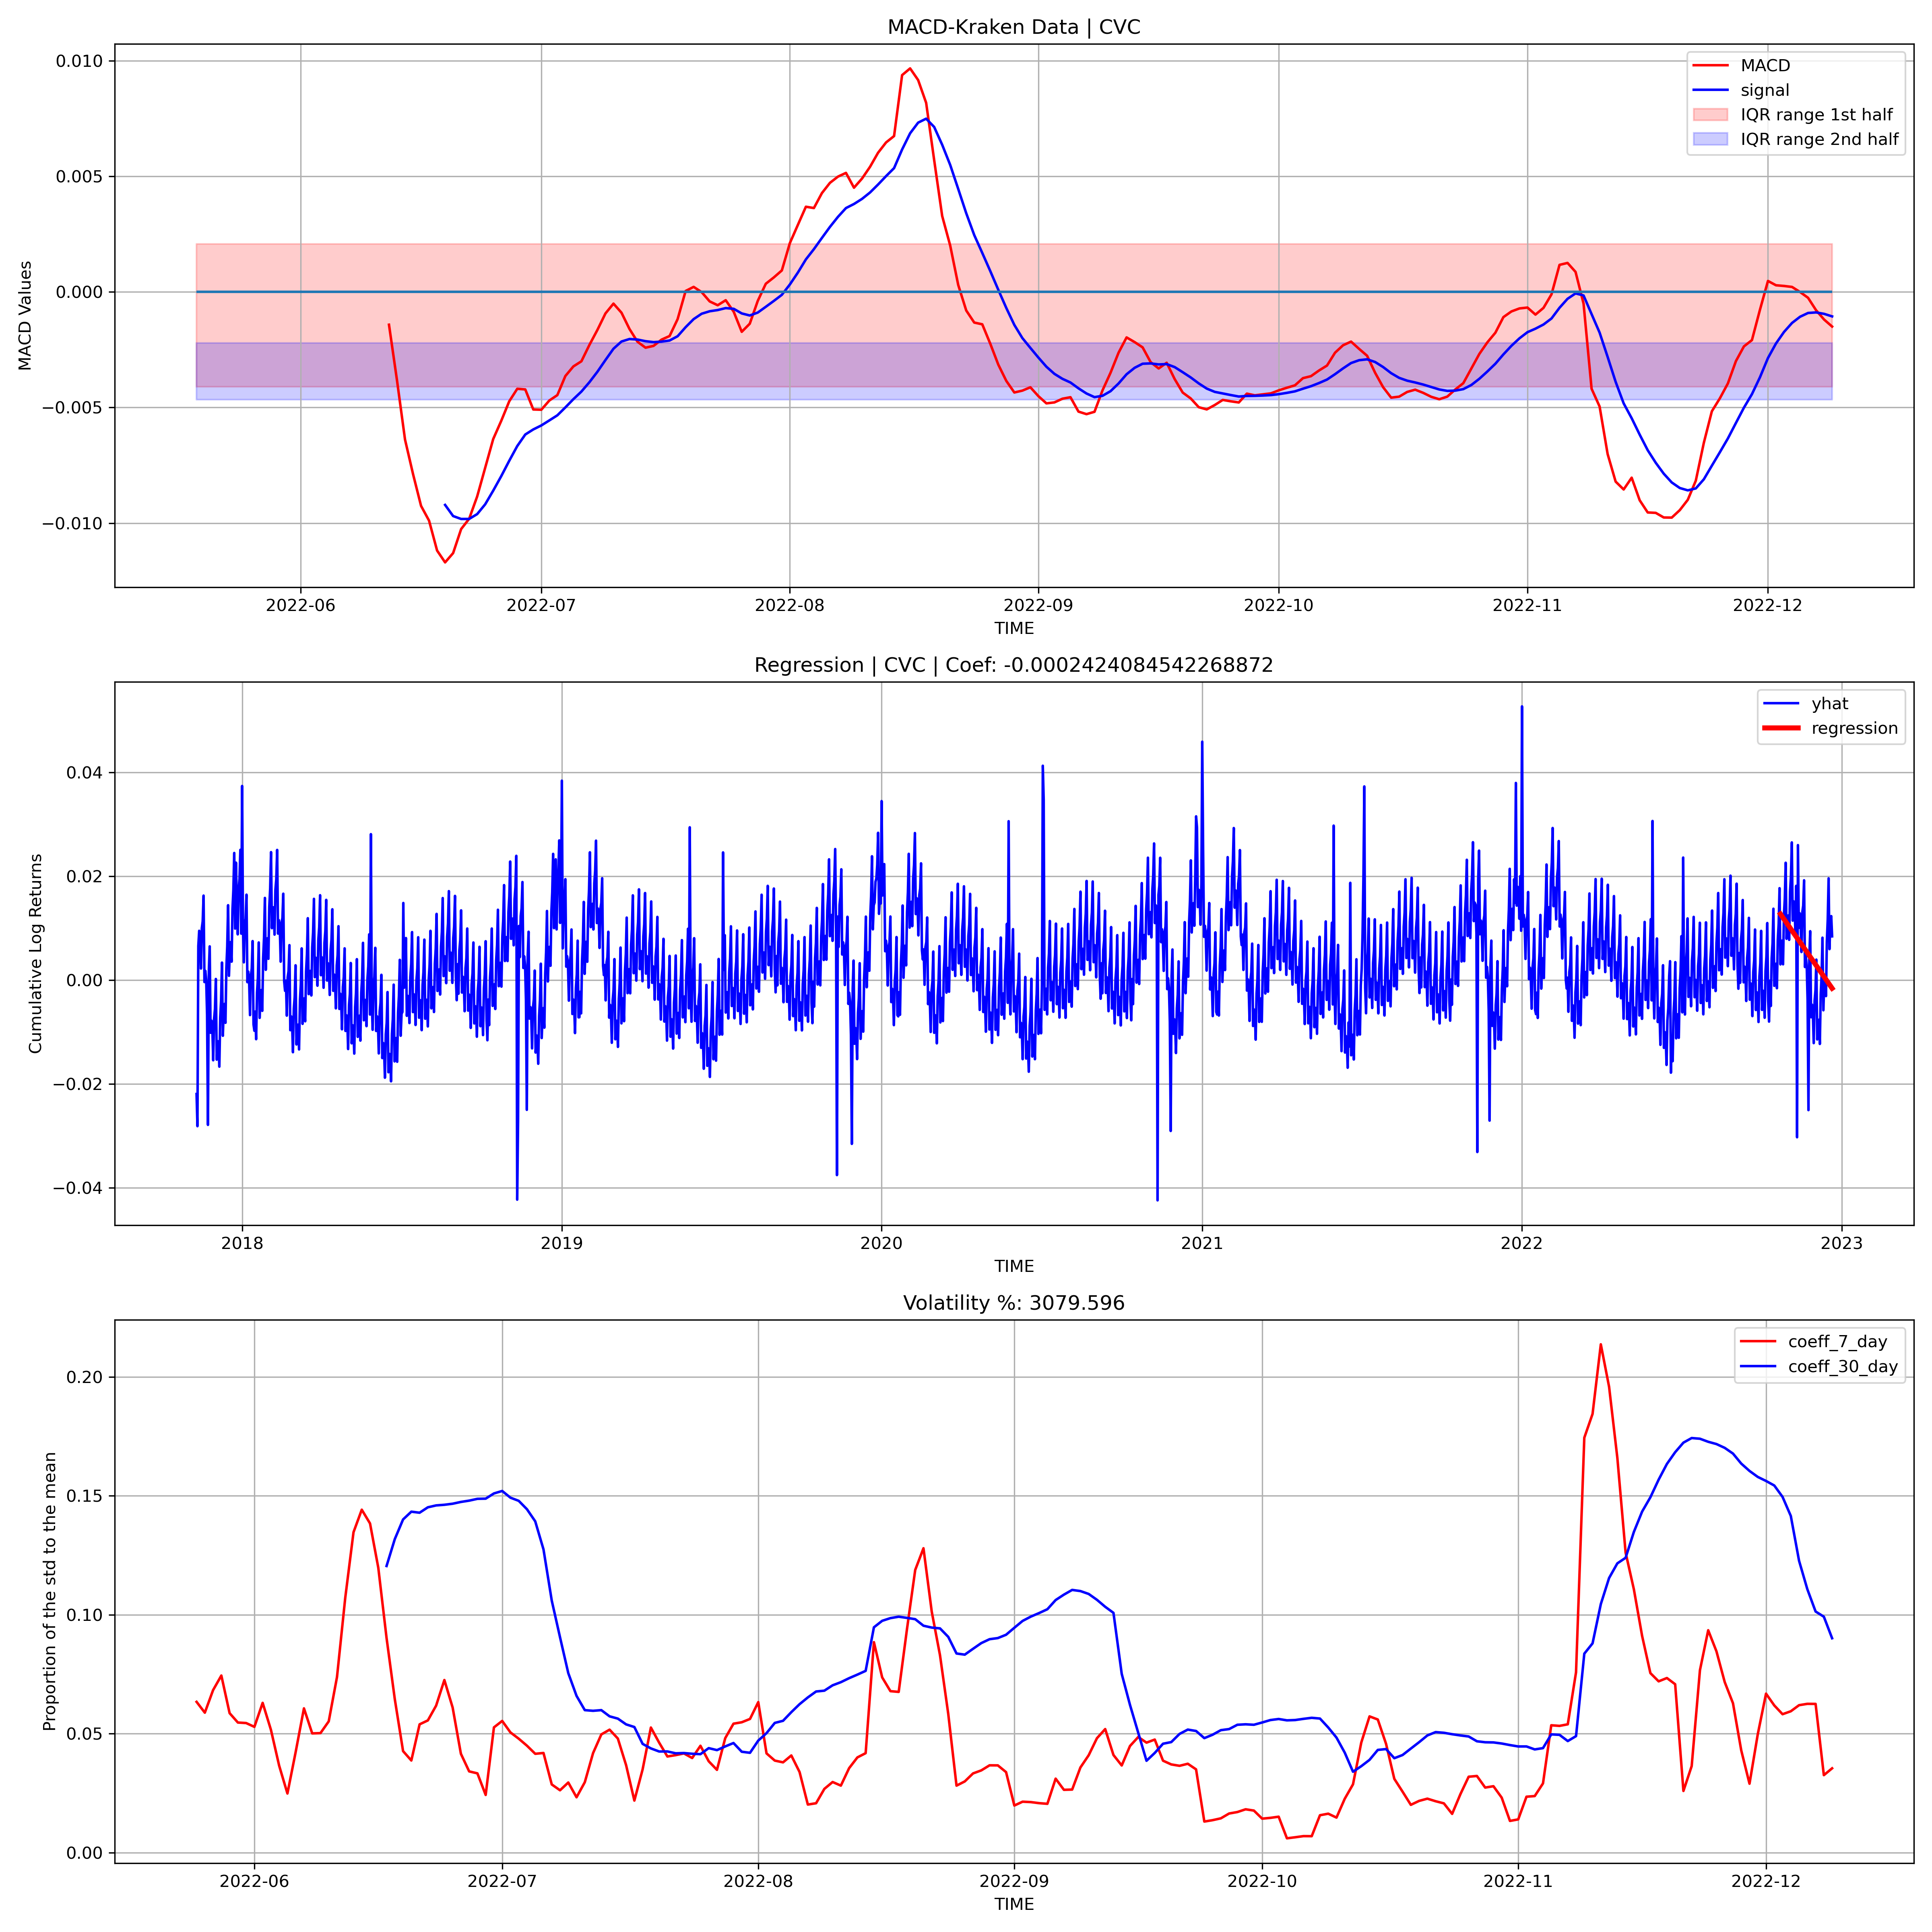 MACD-Kraken Data | CVC
0.010
0.005
0.000
−0.005
−0.010
MACD Values
MACD
signal
IQR range 1st half
IQR range 2nd half
2022-06
2022-07
2022-08
2022-09
2022-10
2022-11
2022-12
TIME
Regression | CVC | Coef: -0.0002424084542268872
0.04
0.02
0.00
−0.02
−0.04
Cumulative Log Returns
yhat
regression
2018
2019
2020
2021
2022
2023
TIME
Volatility %: 3079.596
0.20
0.15
0.10
0.05
0.00
Proportion of the std to the mean
coeff_7_day
coeff_30_day
2022-06
2022-07
2022-08
2022-09
2022-10
2022-11
2022-12
TIME